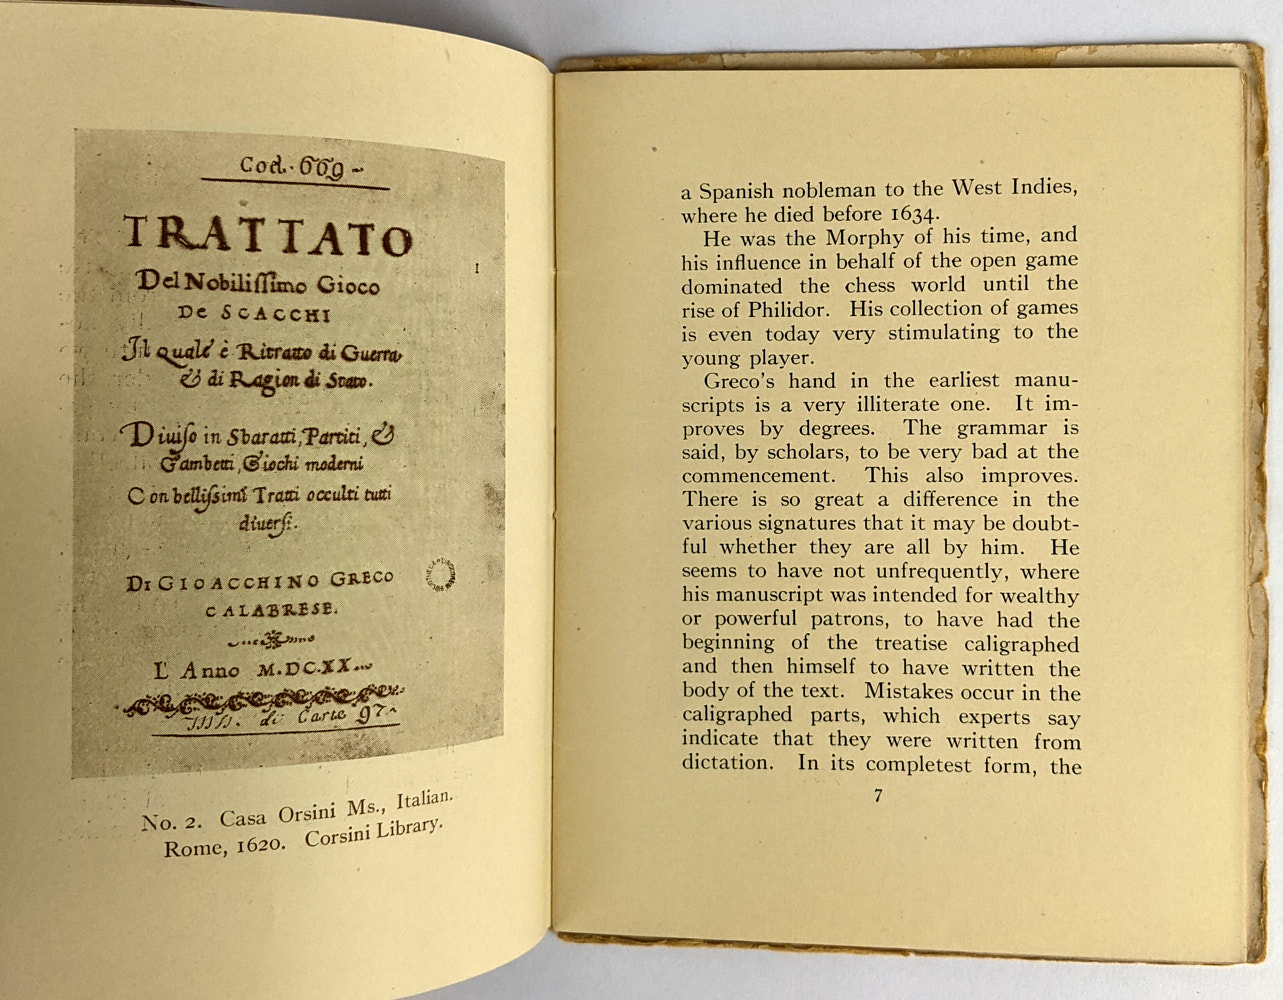 Cod. 669
TRATTATO
Del Nobilissimo Gioco
De SCACCHI
Il quale è Ritratto di Guerra
& di Ragion di Stato.
Diuiso in Sbaratti, Partiti, &
Gambetti, Giochi moderni
Con bellissimi Tratti occulti tutti
diuersi.
DI GIOACCHINO GRECO
CALABRESE.
L' Anno M.DCXX
di Carte 97
1
No. 2. Casa Orsini Ms., Italian.
Rome, 1620. Corsini Library.
a Spanish nobleman to the West Indies,
where he died before 1634.
He was the Morphy of his time, and
his influence in behalf of the open game
dominated the chess world until the
rise of Philidor. His collection of games
is even today very stimulating to the
young player.
Greco's hand in the earliest manu-
scripts is a very illiterate one. It im-
proves by degrees. The grammar is
said, by scholars, to be very bad at the
commencement. This also improves.
There is so great a difference in the
various signatures that it may be doubt-
ful whether they are all by him. He
seems to have not unfrequently, where
his manuscript was intended for wealthy
or powerful patrons, to have had the
beginning of the treatise caligraphed
and then himself to have written the
body of the text. Mistakes occur in the
caligraphed parts, which experts say
indicate that they were written from
dictation. In its completest form, the
7